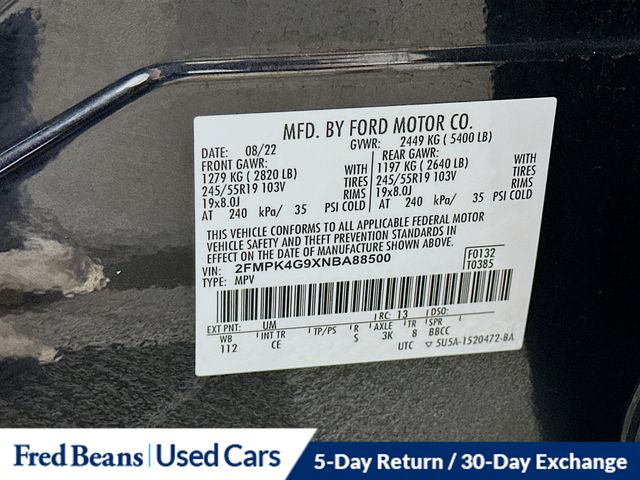 MFD. BY FORD MOTOR CO.
DATE: 08/22 GVWR: 2449 KG ( 5400 LB)
FRONT GAWR: REAR GAWR:
1279 KG ( 2820 LB) WITH 1197 KG ( 2640 LB) WITH
245/55R19 103V TIRES 245/55R19 103V TIRES
19x8.0J RIMS 19x8.0J RIMS
AT 240 kPa/ 35 PSI COLD AT 240 kPa/ 35 PSI COLD
THIS VEHICLE CONFORMS TO ALL APPLICABLE FEDERAL MOTOR
VEHICLE SAFETY AND THEFT PREVENTION STANDARDS IN EFFECT
ON THE DATE OF MANUFACTURE SHOWN ABOVE.
VIN: 2FMPK4G9XNBA88500 F0132
TYPE: MPV T0385
EXT PNT: UM RC: 13 DSO:
WB INT TR TP/PS R AXLE TR SPR
112 CE S 3K 8 BBCC
UTC ▽ 5U5A-1520472-BA
Fred Beans Used Cars 5-Day Return / 30-Day Exchange